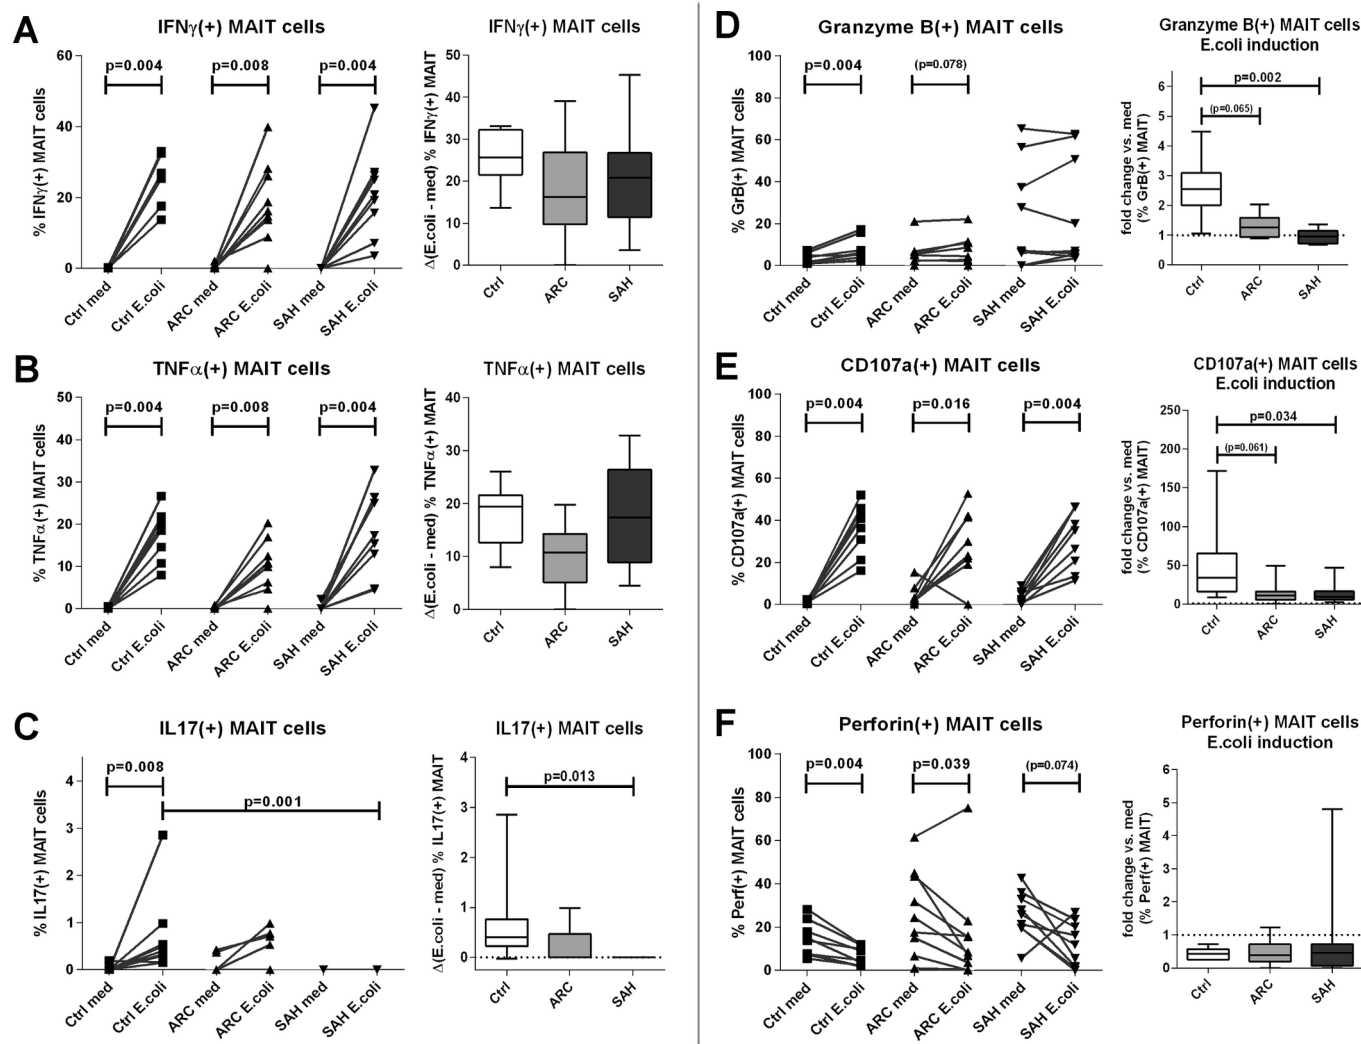 A
IFNγ(+) MAIT cells
% IFNγ(+) MAIT cells
60
40
20
0
p=0.004
p=0.008
p=0.004
Ctrl med
Ctrl E.coli
ARC med
ARC E.coli
SAH med
SAH E.coli
IFNγ(+) MAIT cells
Δ(E.coli - med) % IFNγ(+) MAIT
50
40
30
20
10
0
Ctrl
ARC
SAH
B
TNFα(+) MAIT cells
% TNFα(+) MAIT cells
50
40
30
20
10
0
p=0.004
p=0.008
p=0.004
Ctrl med
Ctrl E.coli
ARC med
ARC E.coli
SAH med
SAH E.coli
TNFα(+) MAIT cells
Δ(E.coli - med) % TNFα(+) MAIT
40
30
20
10
0
Ctrl
ARC
SAH
C
IL17(+) MAIT cells
% IL17(+) MAIT cells
4
3
2
1
0
p=0.008
p=0.001
Ctrl med
Ctrl E.coli
ARC med
ARC E.coli
SAH med
SAH E.coli
IL17(+) MAIT cells
Δ(E.coli - med) % IL17(+) MAIT
4
3
2
1
0
p=0.013
Ctrl
ARC
SAH
D
Granzyme B(+) MAIT cells
% GrB(+) MAIT cells
100
80
60
40
20
0
p=0.004
(p=0.078)
Ctrl med
Ctrl E.coli
ARC med
ARC E.coli
SAH med
SAH E.coli
Granzyme B(+) MAIT cells
E.coli induction
fold change vs. med
(% GrB(+) MAIT)
6
5
4
3
2
1
0
p=0.002
(p=0.065)
Ctrl
ARC
SAH
E
CD107a(+) MAIT cells
% CD107a(+) MAIT cells
100
80
60
40
20
0
p=0.004
p=0.016
p=0.004
Ctrl med
Ctrl E.coli
ARC med
ARC E.coli
SAH med
SAH E.coli
CD107a(+) MAIT cells
E.coli induction
fold change vs. med
(% CD107a(+) MAIT)
250
200
150
100
50
0
p=0.034
(p=0.061)
Ctrl
ARC
SAH
F
Perforin(+) MAIT cells
% Perf(+) MAIT cells
100
80
60
40
20
0
p=0.004
p=0.039
(p=0.074)
Ctrl med
Ctrl E.coli
ARC med
ARC E.coli
SAH med
SAH E.coli
Perforin(+) MAIT cells
E.coli induction
fold change vs. med
(% Perf(+) MAIT)
6
5
4
3
2
1
0
Ctrl
ARC
SAH